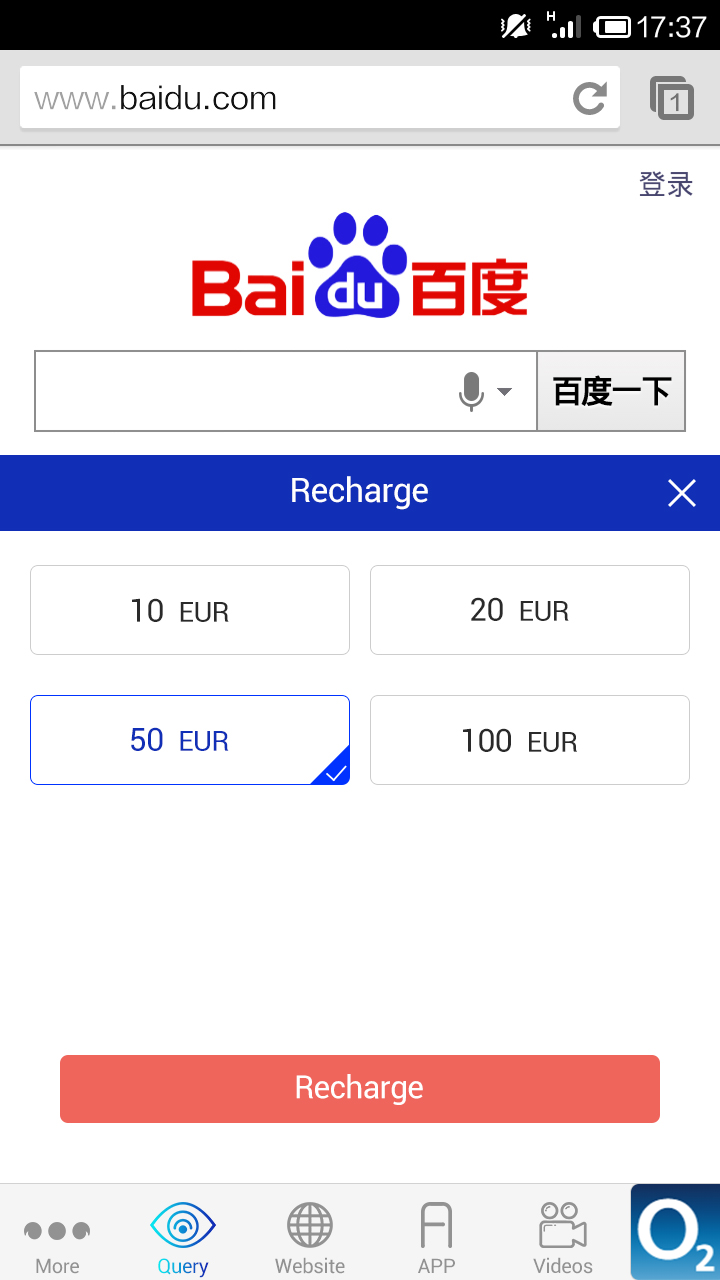 H 17:37
www.baidu.com 1
登录
Bai du 百度
百度一下
Recharge
10 EUR
20 EUR
50 EUR
100 EUR
Recharge
More Query Website APP Videos O2